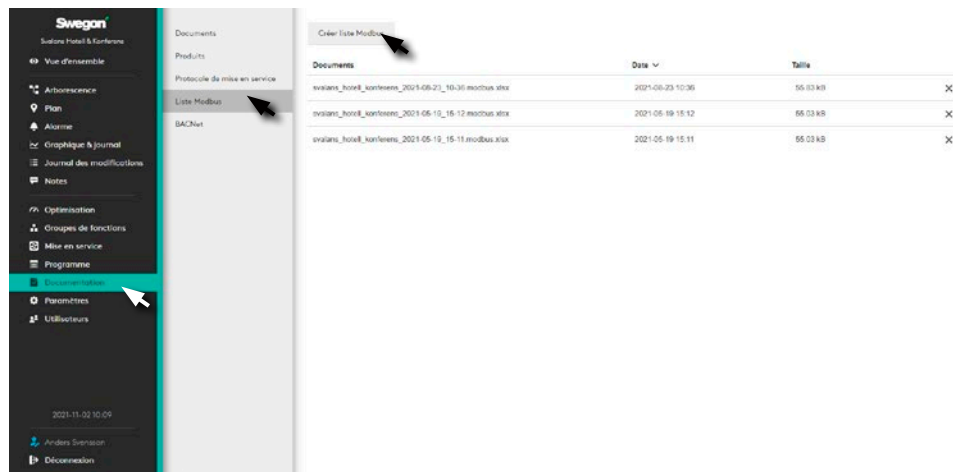 Swegon
Svalans Hotell & Konferens
Vue d'ensemble
Arborescence
Plan
Alarme
Graphique & journal
Journal des modifications
Notes
Optimisation
Groupes de fonctions
Mise en service
Programme
Documentation
Paramètres
Utilisateurs
2021-11-02 10:09
Anders Svensson
Déconnexion
Documents
Produits
Protocole de mise en service
Liste Modbus
BACNet
Créer liste Modbus
Documents Date Taille
svalans_hotell_konferens_2021-08-23_10-36.modbus.xlsx 2021-08-23 10:36 55.03 kB
svalans_hotell_konferens_2021-05-19_15-12.modbus.xlsx 2021-05-19 15:12 55.03 kB
svalans_hotell_konferens_2021-05-19_15-11.modbus.xlsx 2021-05-19 15:11 55.03 kB